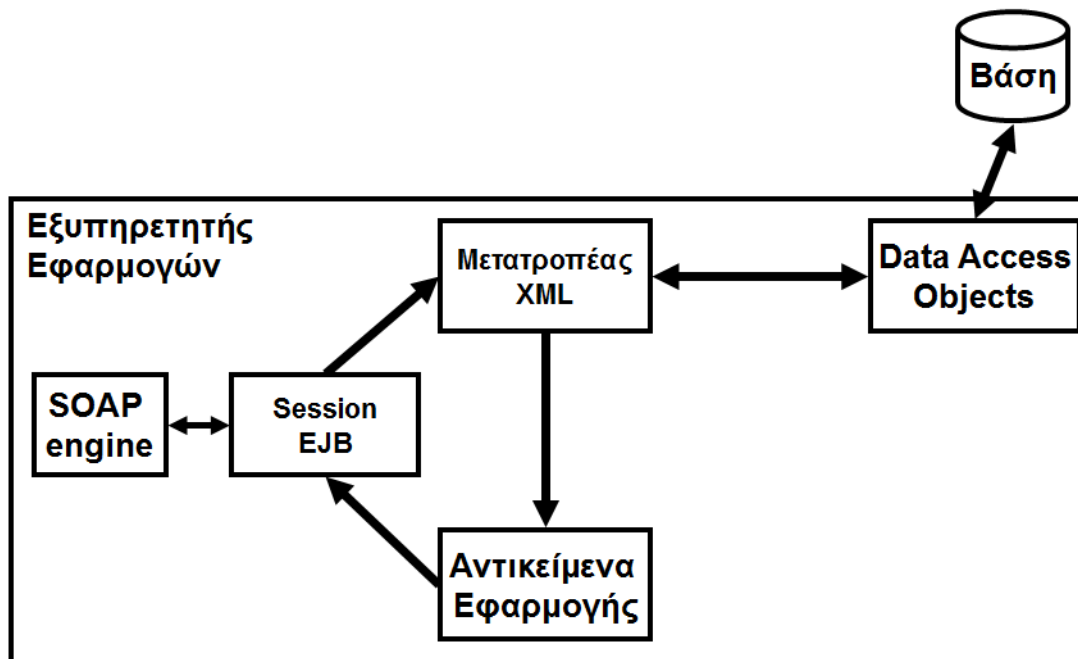 Βάση
Εξυπηρετητής
Εφαρμογών
Μετατροπέας
XML
Data Access
Objects
SOAP
engine
Session
EJB
Αντικείμενα
Εφαρμογής